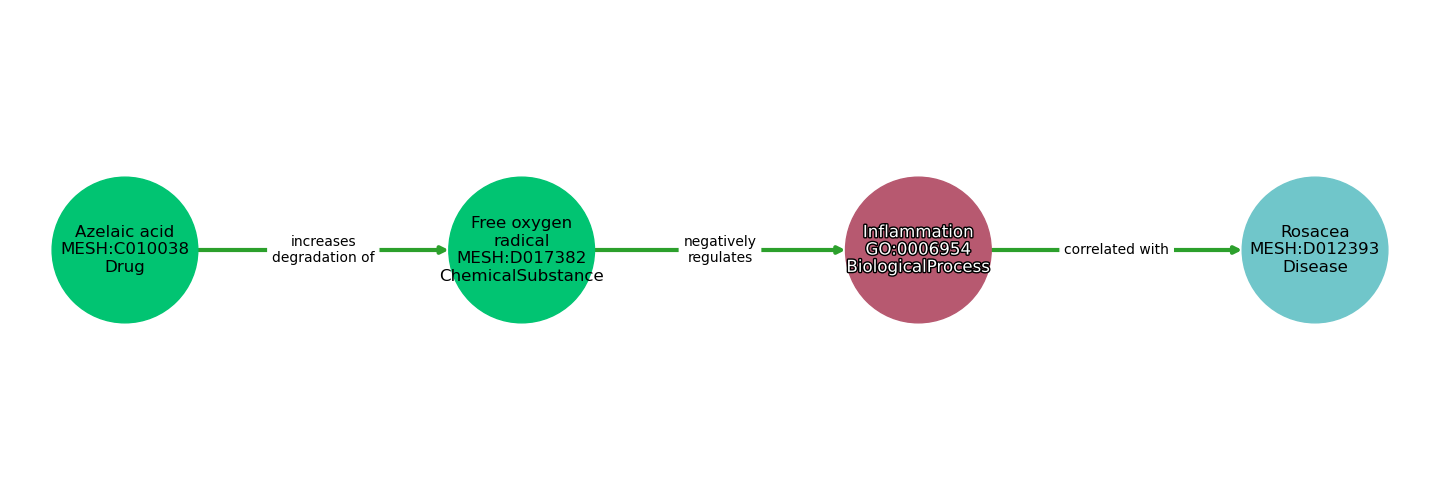 Azelaic acid
MESH:C010038
Drug
increases
degradation of
Free oxygen
radical
MESH:D017382
ChemicalSubstance
negatively
regulates
Inflammation
GO:0006954
BiologicalProcess
correlated with
Rosacea
MESH:D012393
Disease